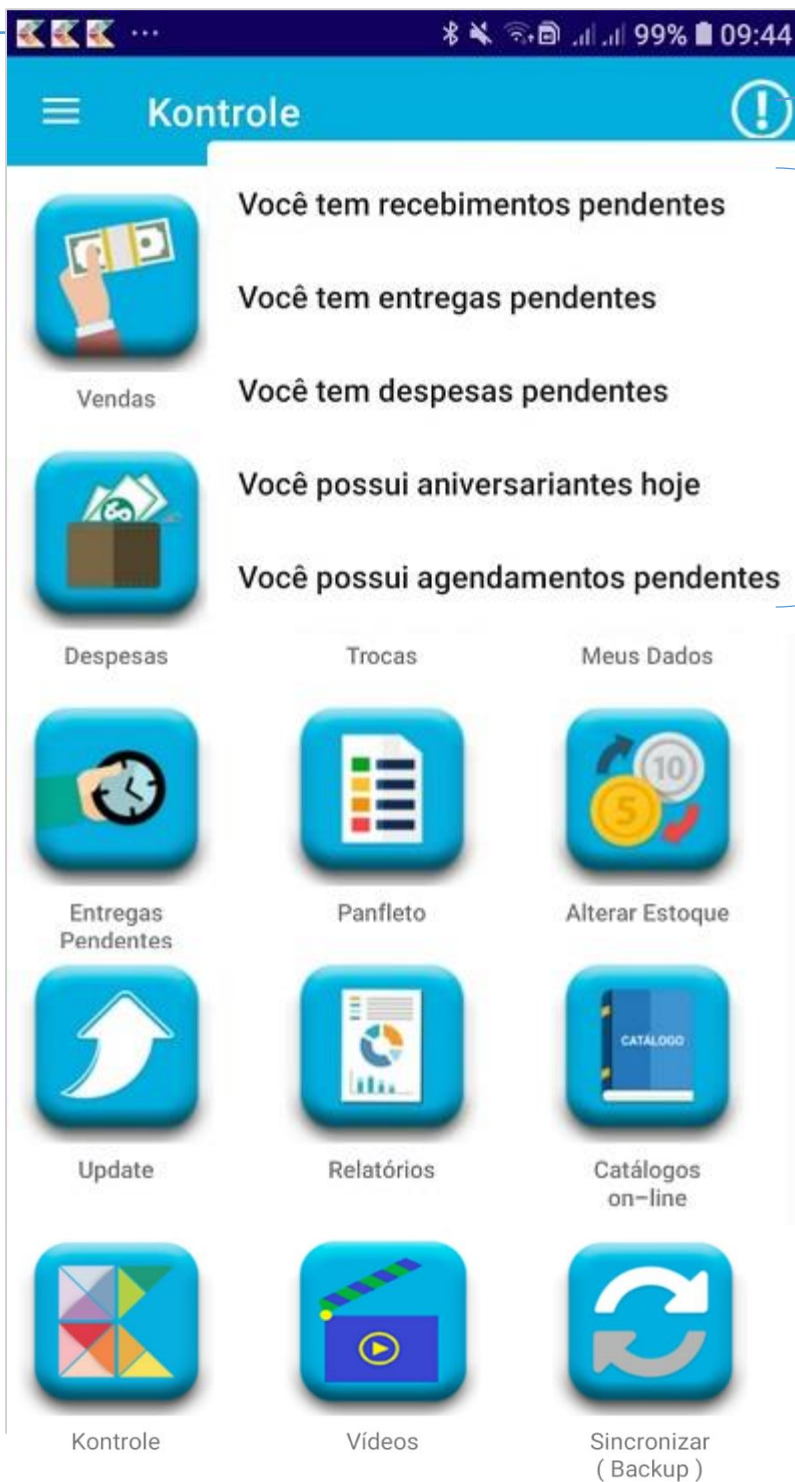 99% 09:44
Kontrole
Você tem recebimentos pendentes
Você tem entregas pendentes
Vendas
Você tem despesas pendentes
Você possui aniversariantes hoje
Você possui agendamentos pendentes
Despesas
Trocas
Meus Dados
10
5
Entregas
Pendentes
Panfleto
Alterar Estoque
CATÁLOGO
Update
Relatórios
Catálogos
on-line
Kontrole
Vídeos
Sincronizar
( Backup )